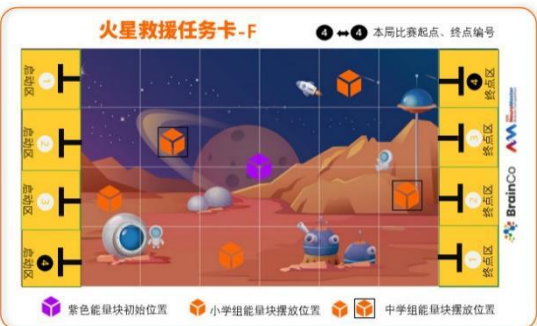 火星救援任务卡-F
4 ↔ 4 本局比赛起点、终点编号
启动区 1
4 终点区
启动区 2
3 终点区
启动区 3
2 终点区
启动区 4
1 终点区
BrainCo
紫色能量块初始位置
小学组能量块摆放位置
中学组能量块摆放位置